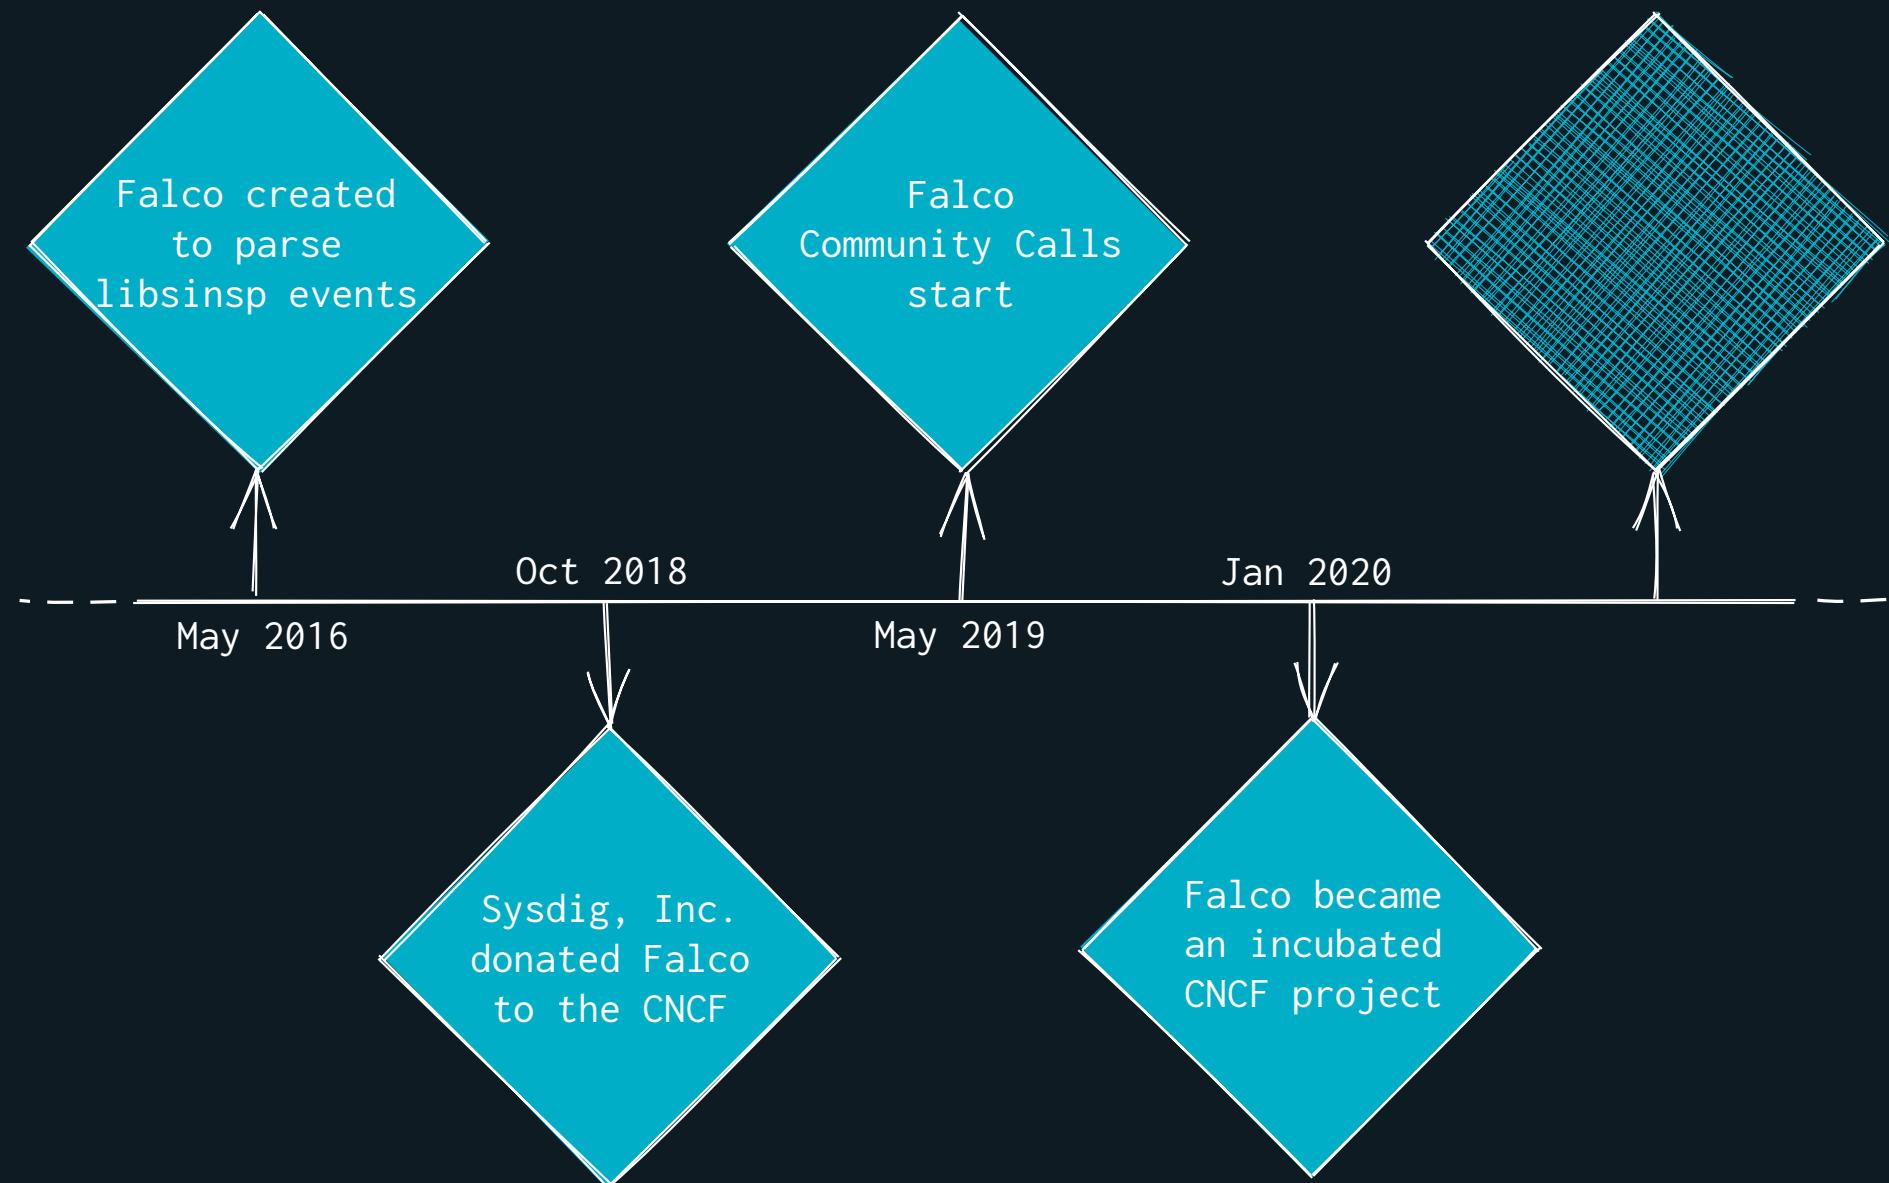 Falco created
to parse
libsinsp events
Falco
Community Calls
start
Oct 2018
Jan 2020
May 2016
May 2019
Sysdig, Inc.
donated Falco
to the CNCF
Falco became
an incubated
CNCF project